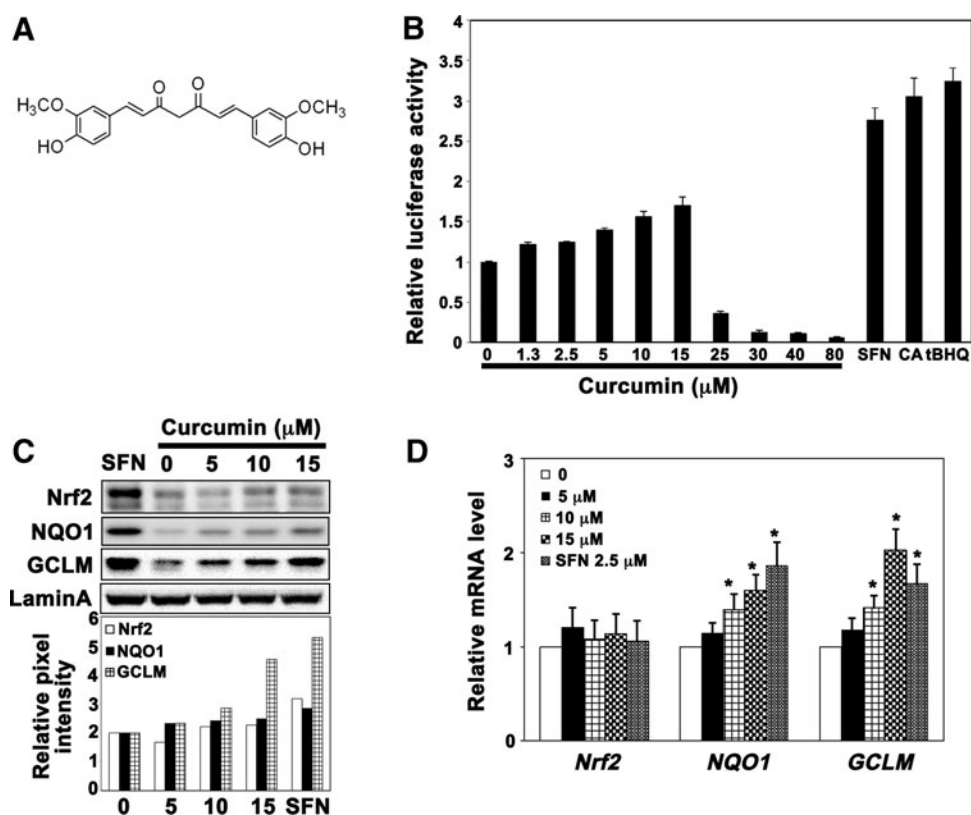 A
H₃CO
O
O
OCH₃
HO
OH
B
Relative luciferase activity
4
3.5
3
2.5
2
1.5
1
0.5
0
0 1.3 2.5 5 10 15 25 30 40 80 SFN CA tBHQ
Curcumin (μM)
C
Curcumin (μM)
SFN 0 5 10 15
Nrf2
NQO1
GCLM
LaminA
Relative pixel
intensity
6
5
4
3
2
1
0
Nrf2
NQO1
GCLM
0 5 10 15 SFN
D
Relative mRNA level
3
2
1
0
0
5 μM
10 μM
15 μM
SFN 2.5 μM
* * * * * *
Nrf2 NQO1 GCLM